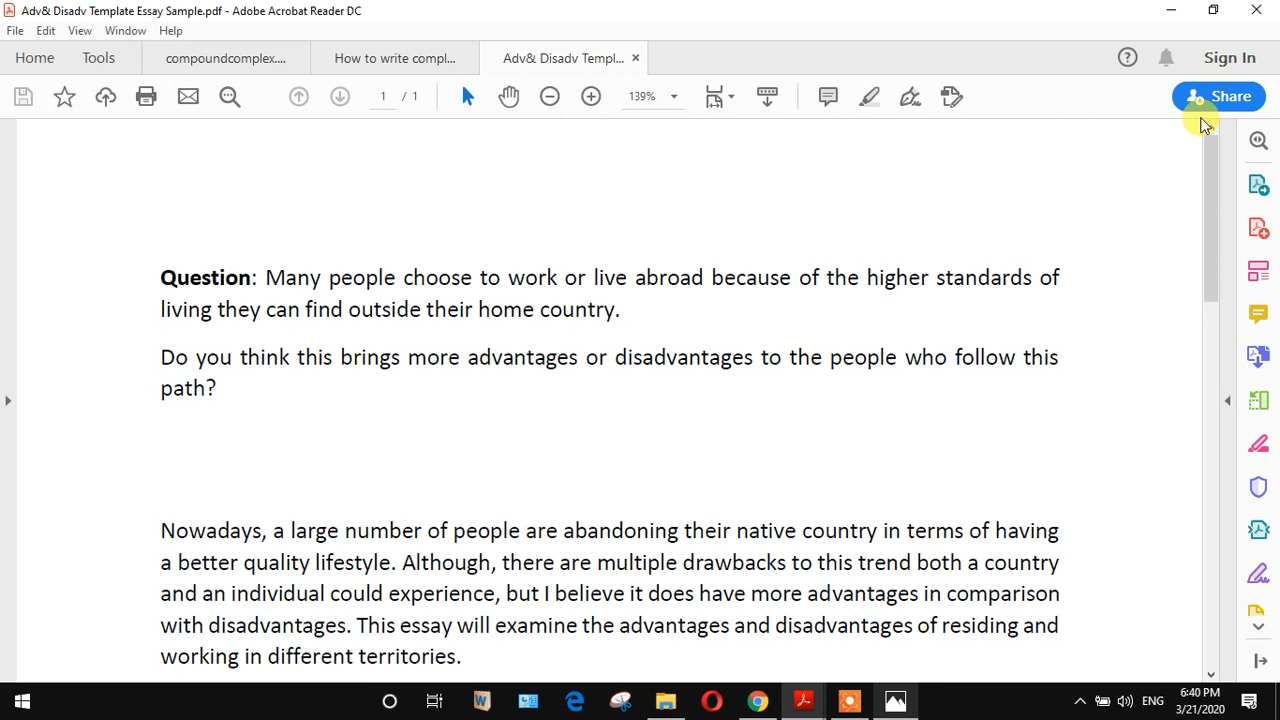 Adv& Disadv Template Essay Sample.pdf - Adobe Acrobat Reader DC
File Edit View Window Help
Home Tools compoundcomplex.... How to write compl... Adv& Disadv Templ... Sign In
1 / 1 139% Share
Question: Many people choose to work or live abroad because of the higher standards of
living they can find outside their home country.
Do you think this brings more advantages or disadvantages to the people who follow this
path?
Nowadays, a large number of people are abandoning their native country in terms of having
a better quality lifestyle. Although, there are multiple drawbacks to this trend both a country
and an individual could experience, but I believe it does have more advantages in comparison
with disadvantages. This essay will examine the advantages and disadvantages of residing and
working in different territories.
ENG 6:40 PM
3/21/2020